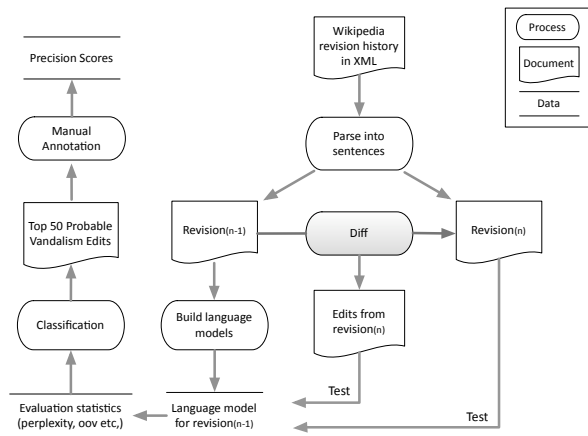 Precision Scores
Wikipedia
revision history
in XML
Process
Document
Data
Manual
Annotation
Parse into
sentences
Top 50 Probable
Vandalism Edits
Revision(n-1)
Diff
Revision(n)
Classification
Build language
models
Edits from
revision(n)
Test
Evaluation statistics
(perplexity, oov etc,)
Language model
for revision(n-1)
Test